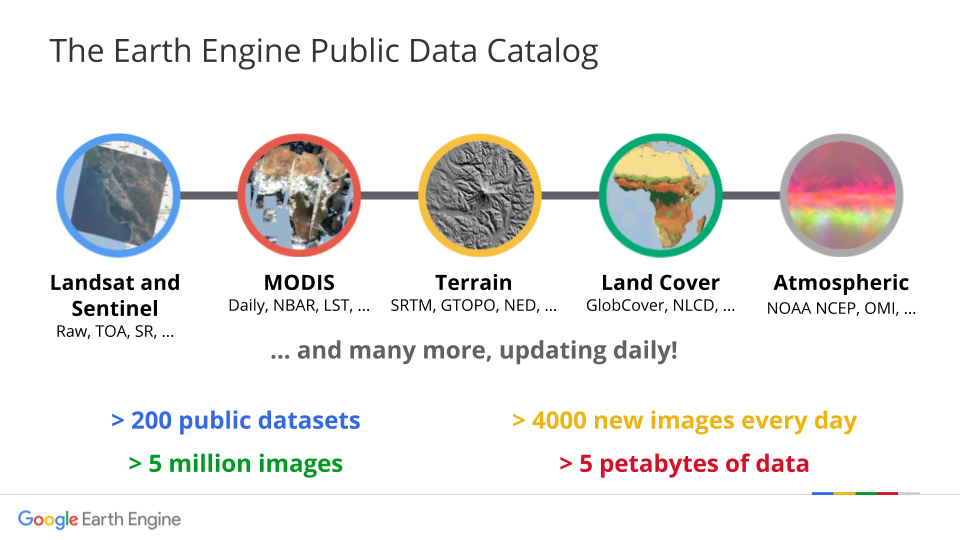 The Earth Engine Public Data Catalog
Landsat and
Sentinel
Raw, TOA, SR, ...
MODIS
Daily, NBAR, LST, ...
Terrain
SRTM, GTOPO, NED, ...
Land Cover
GlobCover, NLCD, ...
Atmospheric
NOAA NCEP, OMI, ...
... and many more, updating daily!
> 200 public datasets
> 4000 new images every day
> 5 million images
> 5 petabytes of data
Google Earth Engine